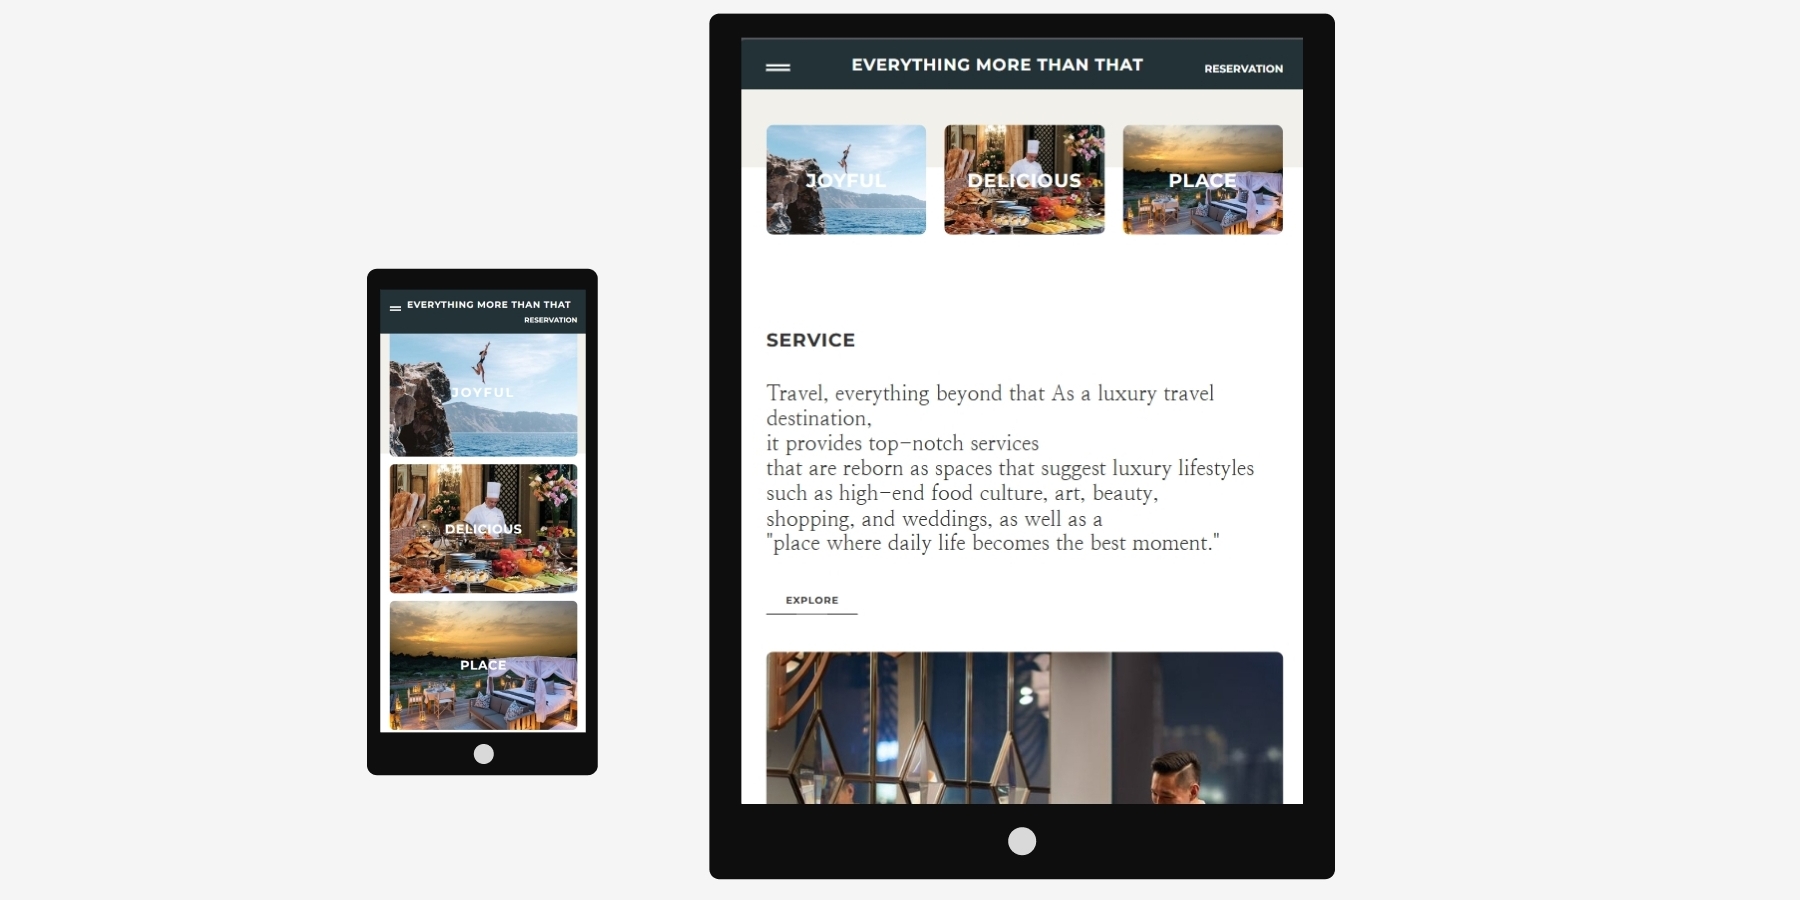 EVERYTHING MORE THAN THAT
RESERVATION
JOYFUL
DELICIOUS
PLACE
EVERYTHING MORE THAN THAT
RESERVATION
JOYFUL
DELICIOUS
PLACE
SERVICE
Travel, everything beyond that As a luxury travel
destination,
it provides top-notch services
that are reborn as spaces that suggest luxury lifestyles
such as high-end food culture, art, beauty,
shopping, and weddings, as well as a
"place where daily life becomes the best moment."
EXPLORE